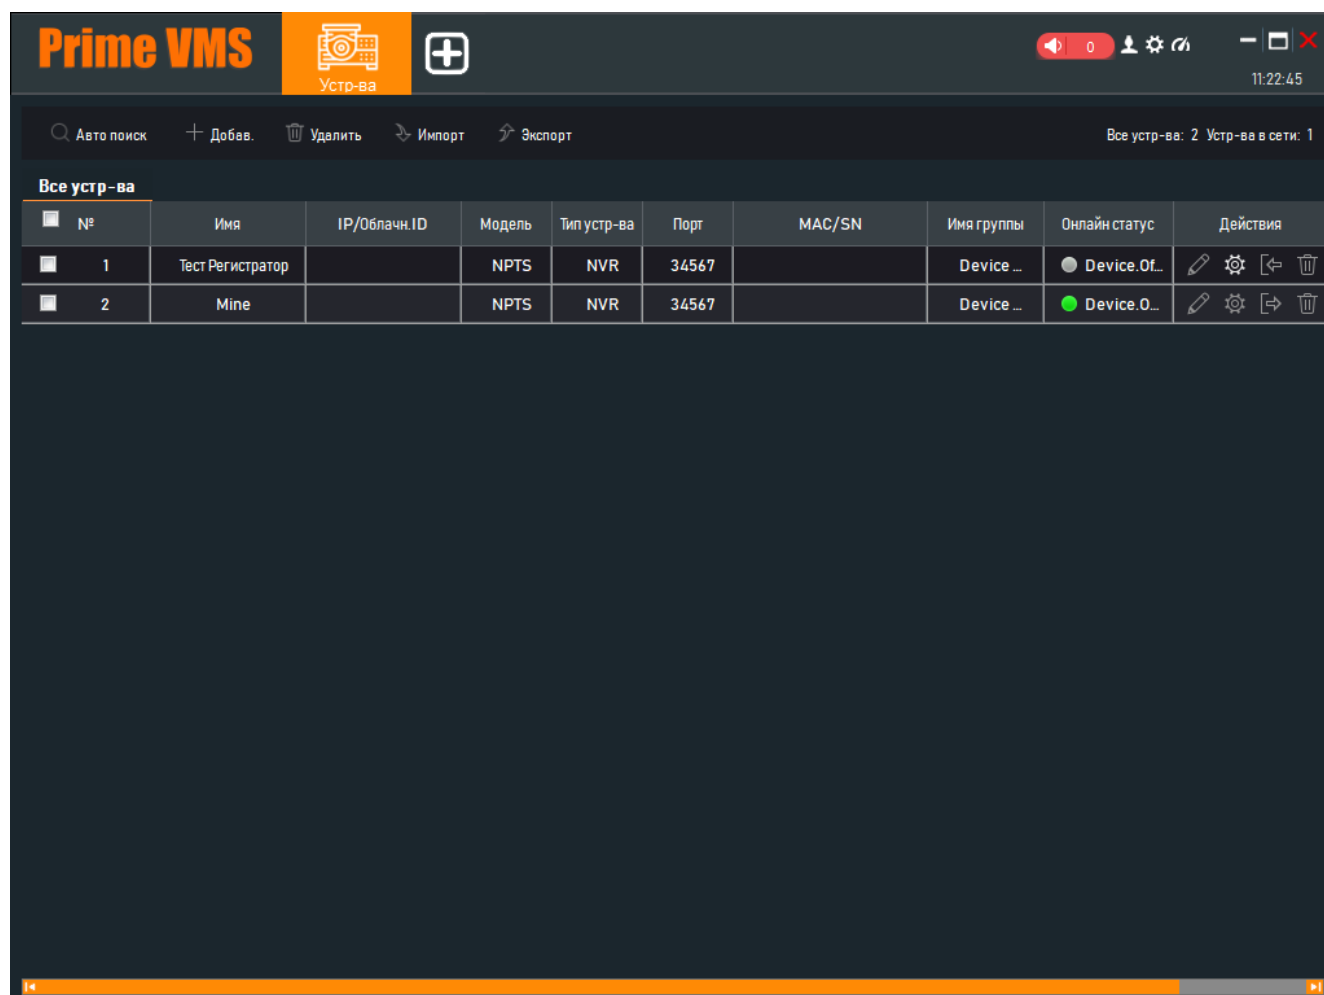 Prime VMS
Устр-ва
0
11:22:45
Авто поиск
Добав.
Удалить
Импорт
Экспорт
Все устр-ва: 2 Устр-ва в сети: 1
Все устр-ва
№ Имя IP/Облачн.ID Модель Тип устр-ва Порт MAC/SN Имя группы Онлайн статус Действия
1 Тест Регистратор NPTS NVR 34567 Device ... Device.Of...
2 Mine NPTS NVR 34567 Device ... Device.O...